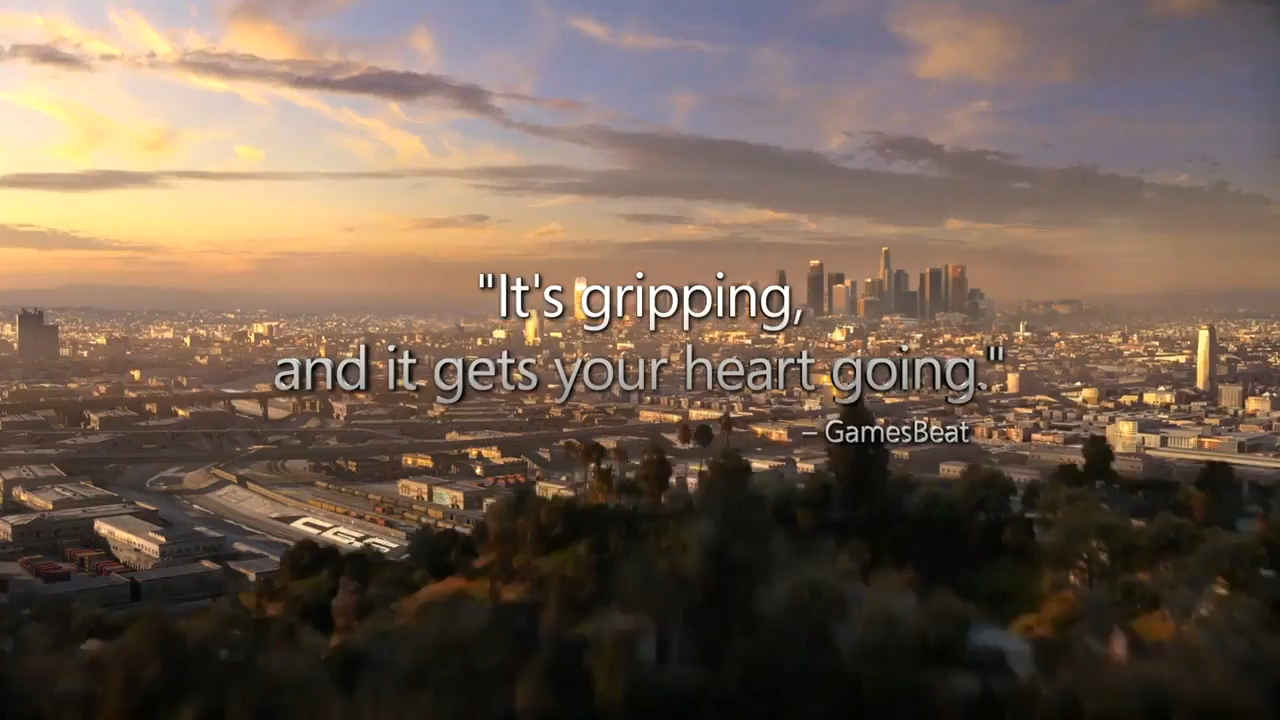 "It's gripping,
and it gets your heart going."
– GamesBeat